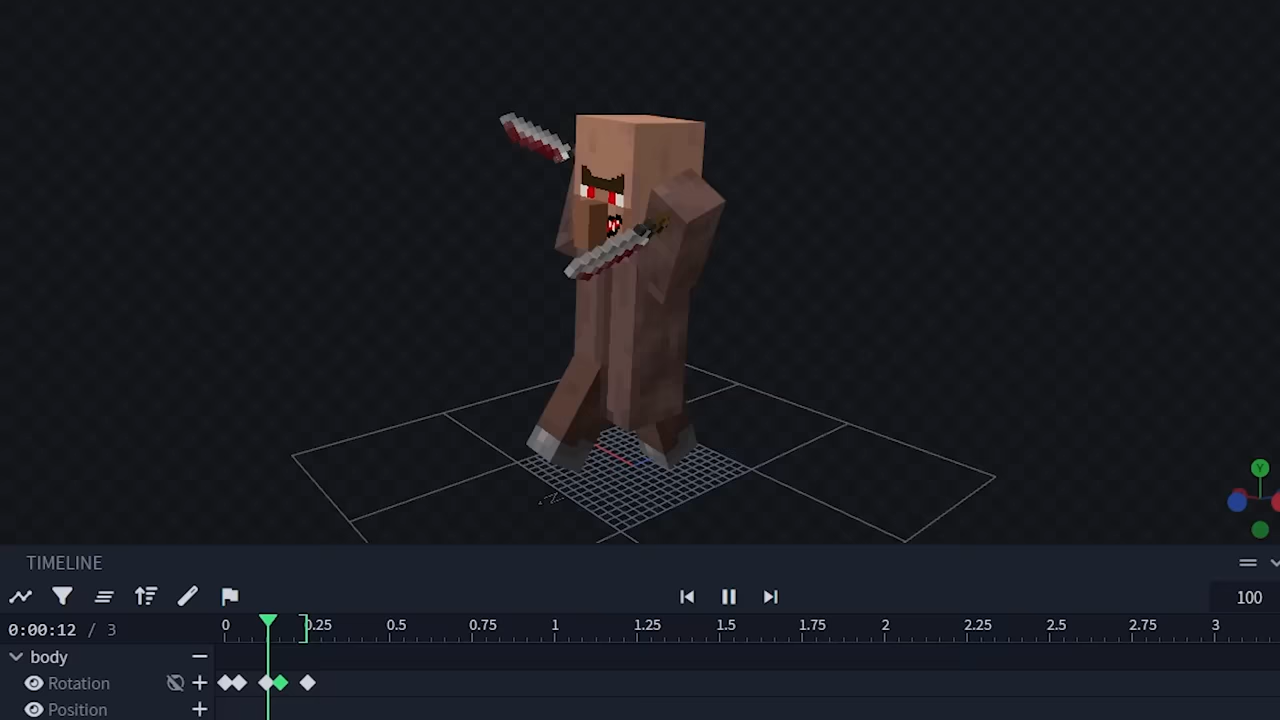 Y
TIMELINE
100
0:00:12 / 3
0 0.25 0.5 0.75 1 1.25 1.5 1.75 2 2.25 2.5 2.75 3
body
Rotation
Position